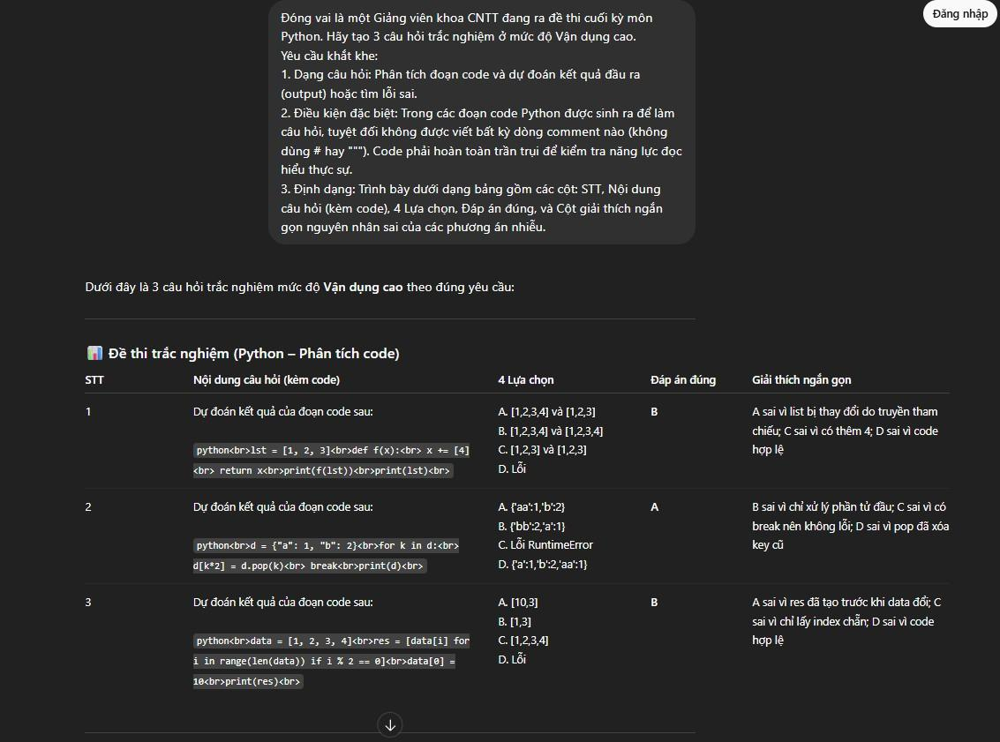 Đăng nhập
Đóng vai là một Giảng viên khoa CNTT đang ra đề thi cuối kỳ môn
Python. Hãy tạo 3 câu hỏi trắc nghiệm ở mức độ Vận dụng cao.
Yêu cầu khắt khe:
1. Dạng câu hỏi: Phân tích đoạn code và dự đoán kết quả đầu ra
(output) hoặc tìm lỗi sai.
2. Điều kiện đặc biệt: Trong các đoạn code Python được sinh ra để làm
câu hỏi, tuyệt đối không được viết bất kỳ dòng comment nào (không
dùng # hay """). Code phải hoàn toàn trần trụi để kiểm tra năng lực đọc
hiểu thực sự.
3. Định dạng: Trình bày dưới dạng bảng gồm các cột: STT, Nội dung
câu hỏi (kèm code), 4 Lựa chọn, Đáp án đúng, và Cột giải thích ngắn
gọn nguyên nhân sai của các phương án nhiễu.
Dưới đây là 3 câu hỏi trắc nghiệm mức độ Vận dụng cao theo đúng yêu cầu:
📊 Đề thi trắc nghiệm (Python – Phân tích code)
STT Nội dung câu hỏi (kèm code) 4 Lựa chọn Đáp án đúng Giải thích ngắn gọn
1
Dự đoán kết quả của đoạn code sau:
python<br>lst = [1, 2, 3]<br>def f(x):<br> x += [4]
<br> return x<br>print(f(lst))<br>print(lst)<br>
A. [1,2,3,4] và [1,2,3]
B. [1,2,3,4] và [1,2,3,4]
C. [1,2,3] và [1,2,3]
D. Lỗi
B
A sai vì list bị thay đổi do truyền tham
chiếu; C sai vì có thêm 4; D sai vì code
hợp lệ
2
Dự đoán kết quả của đoạn code sau:
python<br>d = {"a": 1, "b": 2}<br>for k in d:<br>
d[k*2] = d.pop(k)<br> break<br>print(d)<br>
A. {'aa':1,'b':2}
B. {'bb':2,'a':1}
C. Lỗi RuntimeError
D. {'a':1,'b':2,'aa':1}
A
B sai vì chỉ xử lý phần tử đầu; C sai vì có
break nên không lỗi; D sai vì pop đã xóa
key cũ
3
Dự đoán kết quả của đoạn code sau:
python<br>data = [1, 2, 3, 4]<br>res = [data[i] for
i in range(len(data)) if i % 2 == 0]<br>data[0] =
10<br>print(res)<br>
A. [10,3]
B. [1,3]
C. [1,2,3,4]
D. Lỗi
B
A sai vì res đã tạo trước khi data đổi; C
sai vì chỉ lấy index chẵn; D sai vì code
hợp lệ